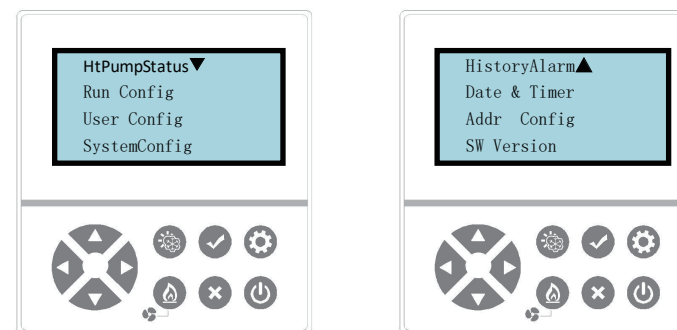 HtPumpStatus▼
Run Config
User Config
SystemConfig
HistoryAlarm▲
Date & Timer
Addr  Config
SW Version